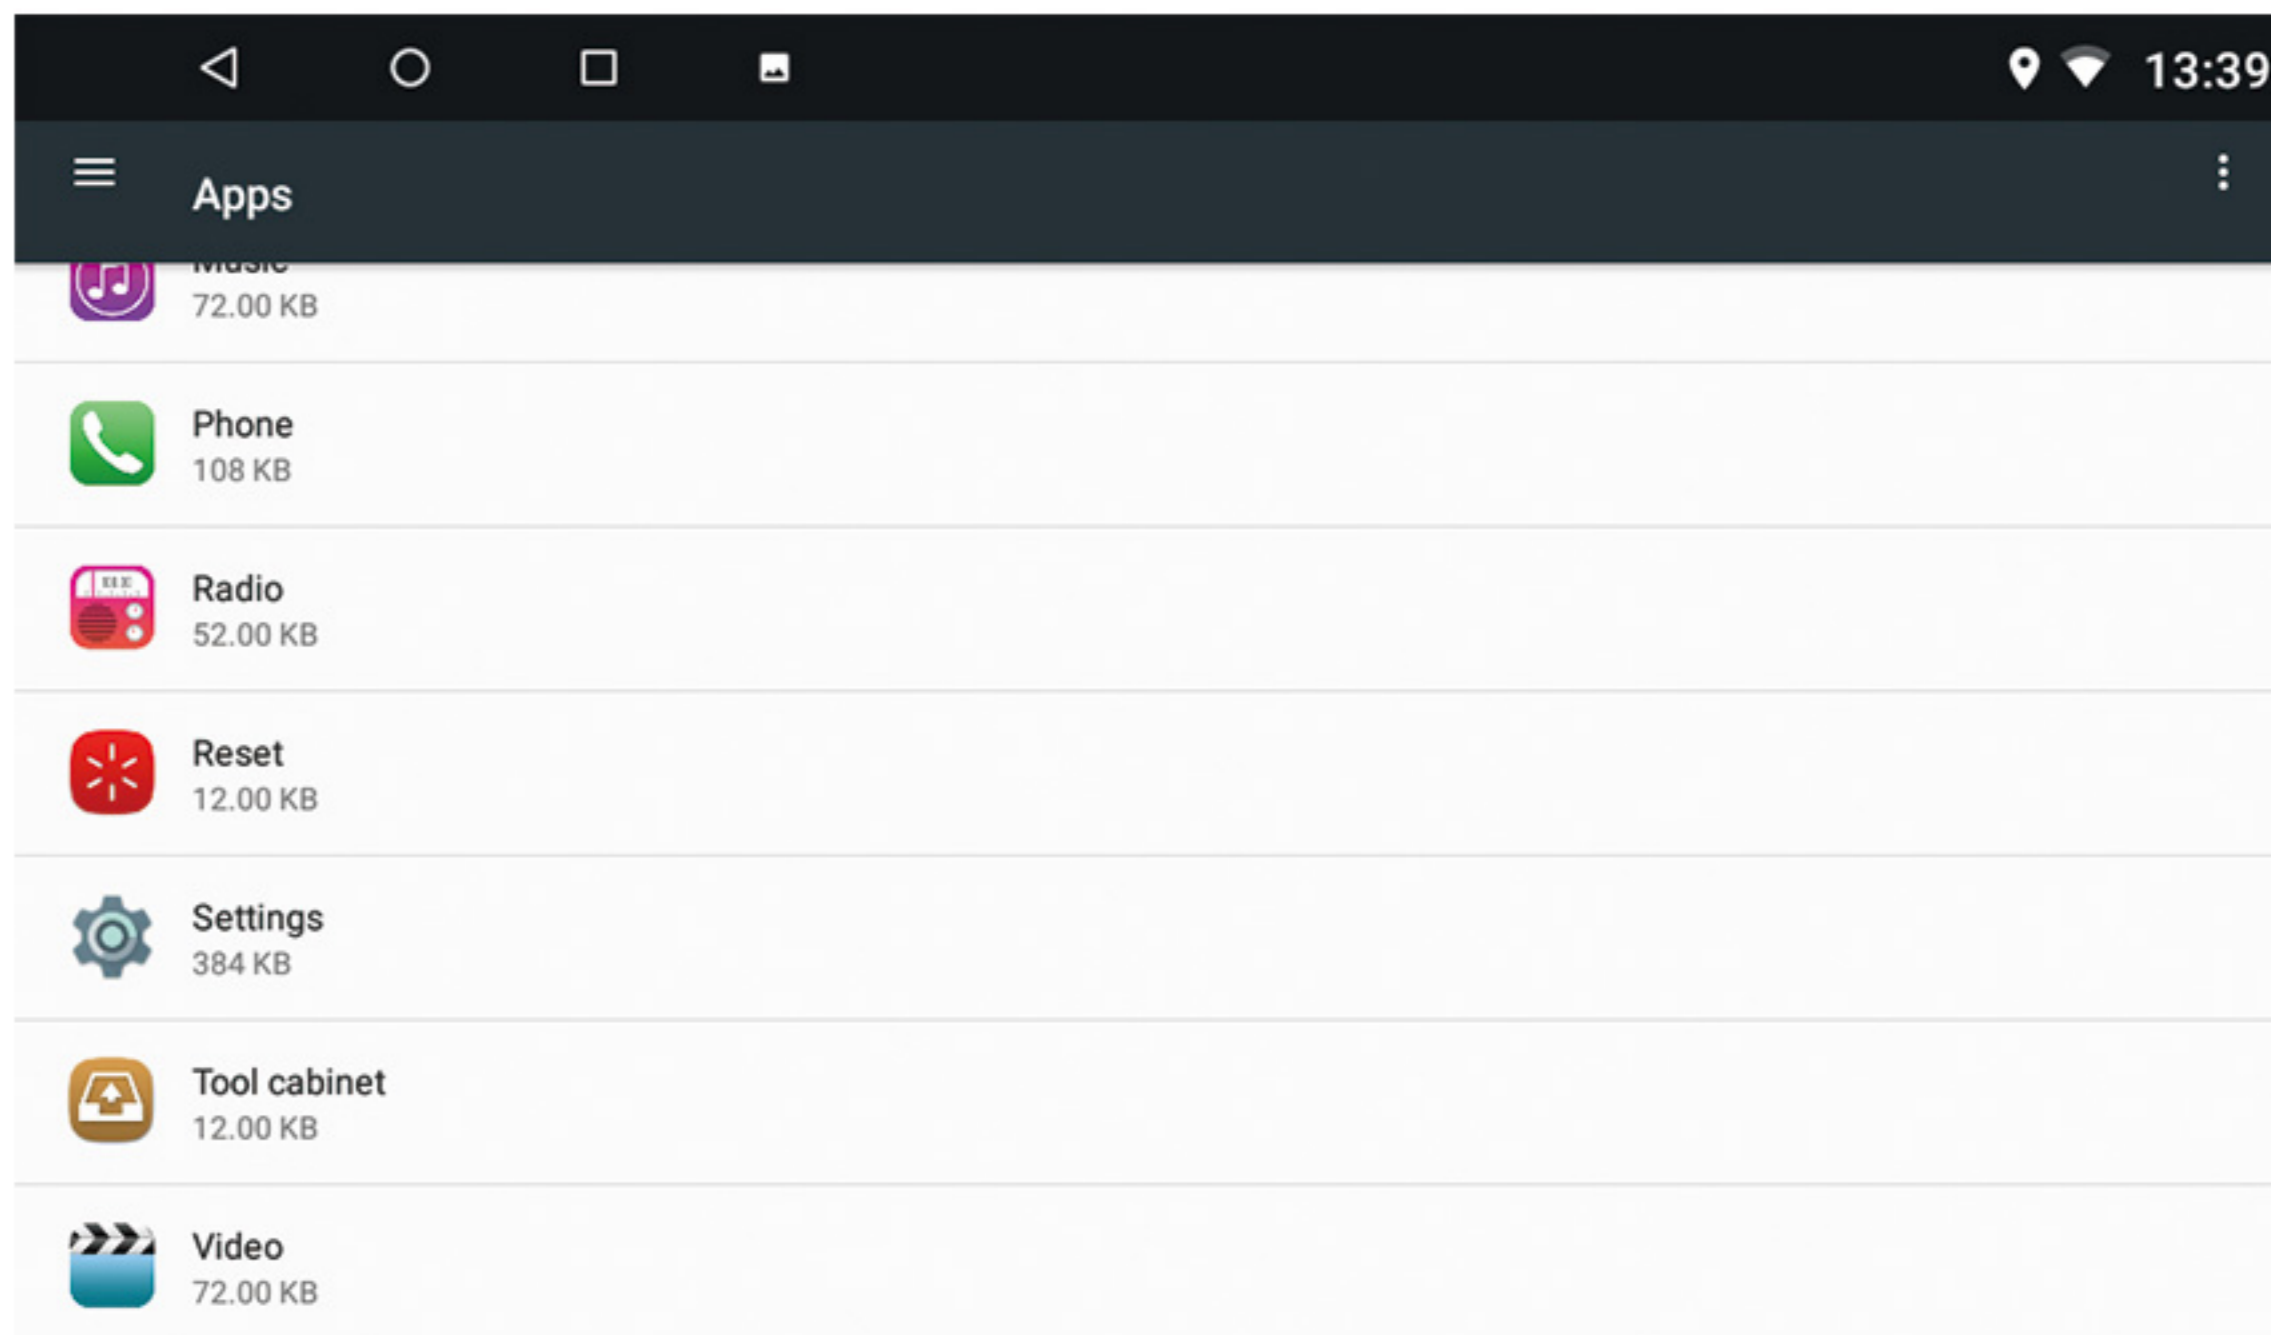 13:39
Apps
Music
72.00 KB
Phone
108 KB
Radio
52.00 KB
Reset
12.00 KB
Settings
384 KB
Tool cabinet
12.00 KB
Video
72.00 KB